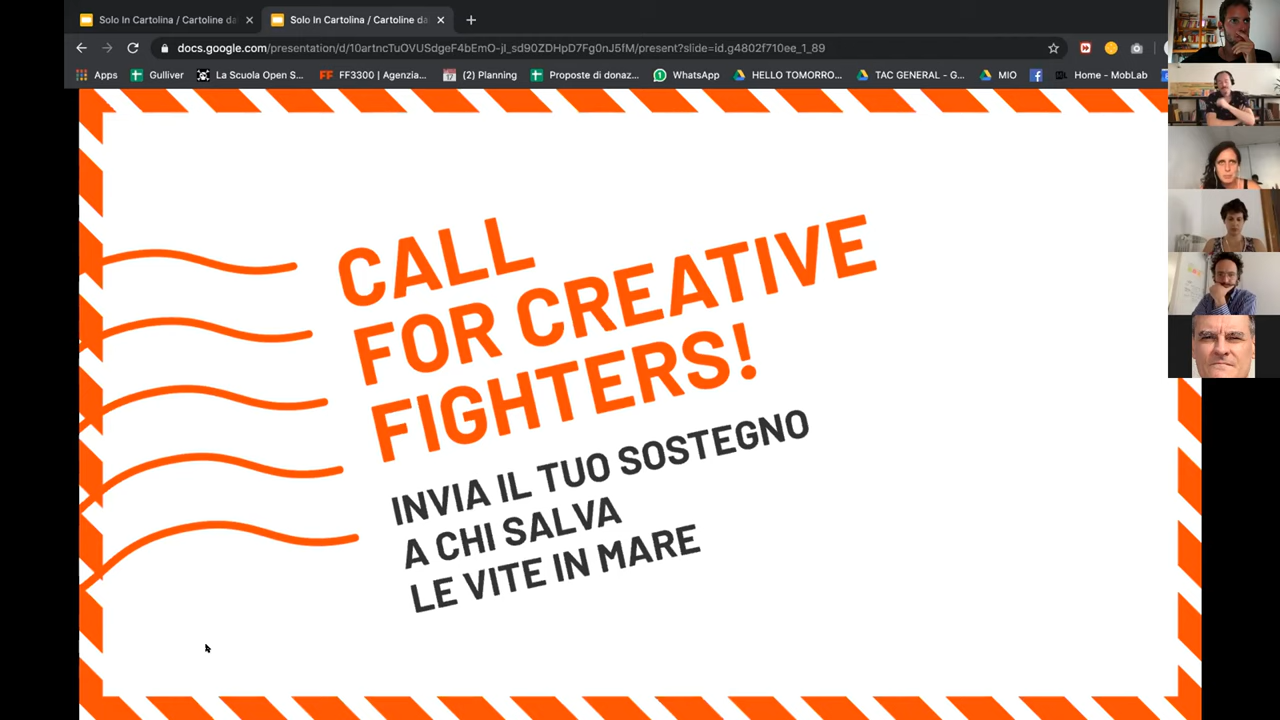 Solo In Cartolina / Cartoline da
Solo In Cartolina / Cartoline da
docs.google.com/presentation/d/10artncTuOVUSdgeF4bEmO-jl_sd90ZDHpD7Fg0nJ5fM/present?slide=id.g4802f710ee_1_89
Apps Gulliver La Scuola Open S... FF FF3300 | Agenzia... (2) Planning Proposte di donaz... WhatsApp HELLO TOMORRO... TAC GENERAL - G... MIO Home - MobLab
CALL
FOR CREATIVE
FIGHTERS!
INVIA IL TUO SOSTEGNO
A CHI SALVA
LE VITE IN MARE